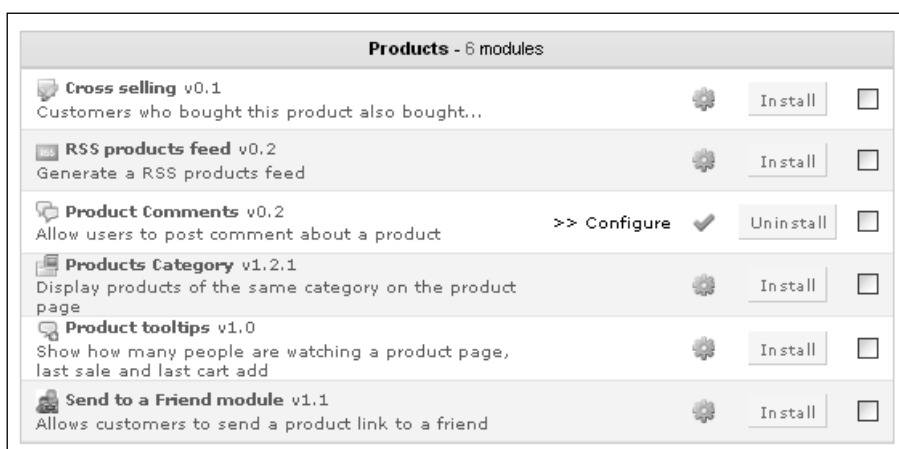 Products - 6 modules
Cross selling v0.1
Customers who bought this product also bought...
Install
RSS RSS products feed v0.2
Generate a RSS products feed
Install
Product Comments v0.2
Allow users to post comment about a product
>> Configure
Uninstall
Products Category v1.2.1
Display products of the same category on the product
page
Install
Product tooltips v1.0
Show how many people are watching a product page,
last sale and last cart add
Install
Send to a Friend module v1.1
Allows customers to send a product link to a friend
Install